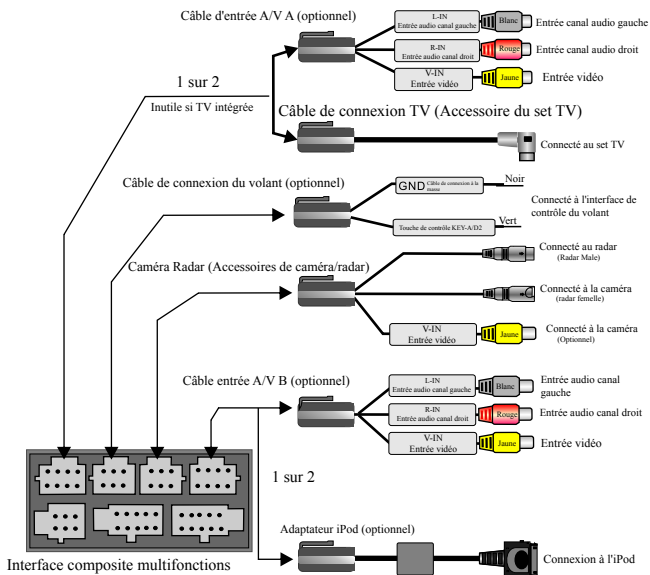 Câble d'entrée A/V A (optionnel)
L-IN
Entrée audio canal gauche
Blanc
Entrée canal audio gauche
R-IN
Entrée audio canal droit
Rouge
Entrée canal audio droit
V-IN
Entrée vidéo
Jaune
Entrée vidéo
1 sur 2
Inutile si TV intégrée
Câble de connexion TV (Accessoire du set TV)
Connecté au set TV
Câble de connexion du volant (optionnel)
GND
Câble de connexion à la
masse
Noir
Touche de contrôle KEY-A/D2
Vert
Connecté à l'interface de
contrôle du volant
Caméra Radar (Accessoires de caméra/radar)
Connecté au radar
(Radar Male)
Connecté à la caméra
(radar femelle)
V-IN
Entrée vidéo
Jaune
Connecté à la caméra
(Optionnel)
Câble entrée A/V B (optionnel)
L-IN
Entrée audio canal gauche
Blanc
Entrée audio canal
gauche
R-IN
Entrée audio canal droit
Rouge
Entrée audio canal droit
V-IN
Entrée vidéo
Jaune
Entrée vidéo
1 sur 2
Adaptateur iPod (optionnel)
Connexion à l'iPod
Interface composite multifonctions